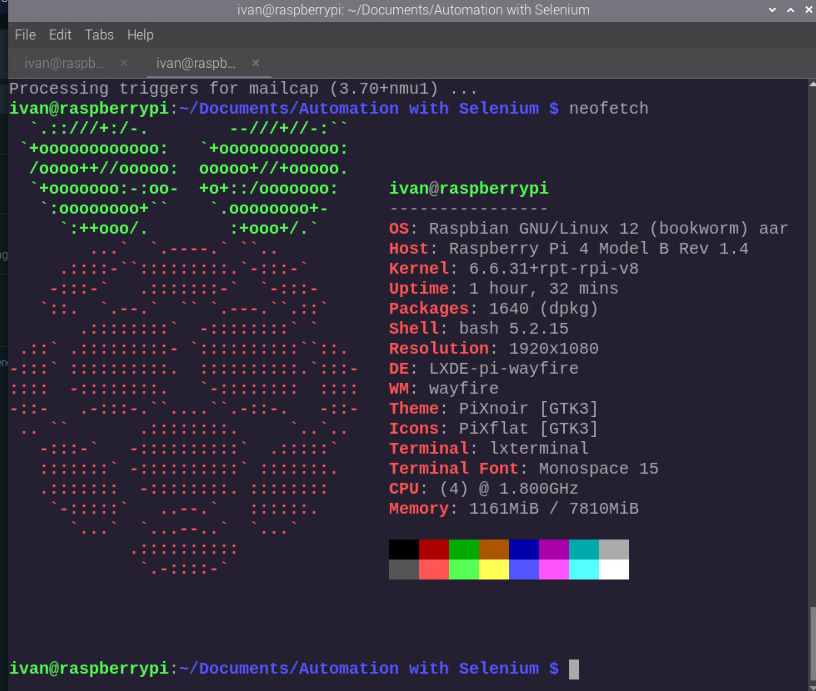 ivan@raspberrypi: ~/Documents/Automation with Selenium
File Edit Tabs Help
ivan@raspb... × ivan@raspb... ×
Processing triggers for mailcap (3.70+nmu1) ...
ivan@raspberrypi:~/Documents/Automation with Selenium $ neofetch
ivan@raspberrypi
----------------
OS: Raspbian GNU/Linux 12 (bookworm) aar
Host: Raspberry Pi 4 Model B Rev 1.4
Kernel: 6.6.31+rpt-rpi-v8
Uptime: 1 hour, 32 mins
Packages: 1640 (dpkg)
Shell: bash 5.2.15
Resolution: 1920x1080
DE: LXDE-pi-wayfire
WM: wayfire
Theme: PiXnoir [GTK3]
Icons: PiXflat [GTK3]
Terminal: lxterminal
Terminal Font: Monospace 15
CPU: (4) @ 1.800GHz
Memory: 1161MiB / 7810MiB
ivan@raspberrypi:~/Documents/Automation with Selenium $